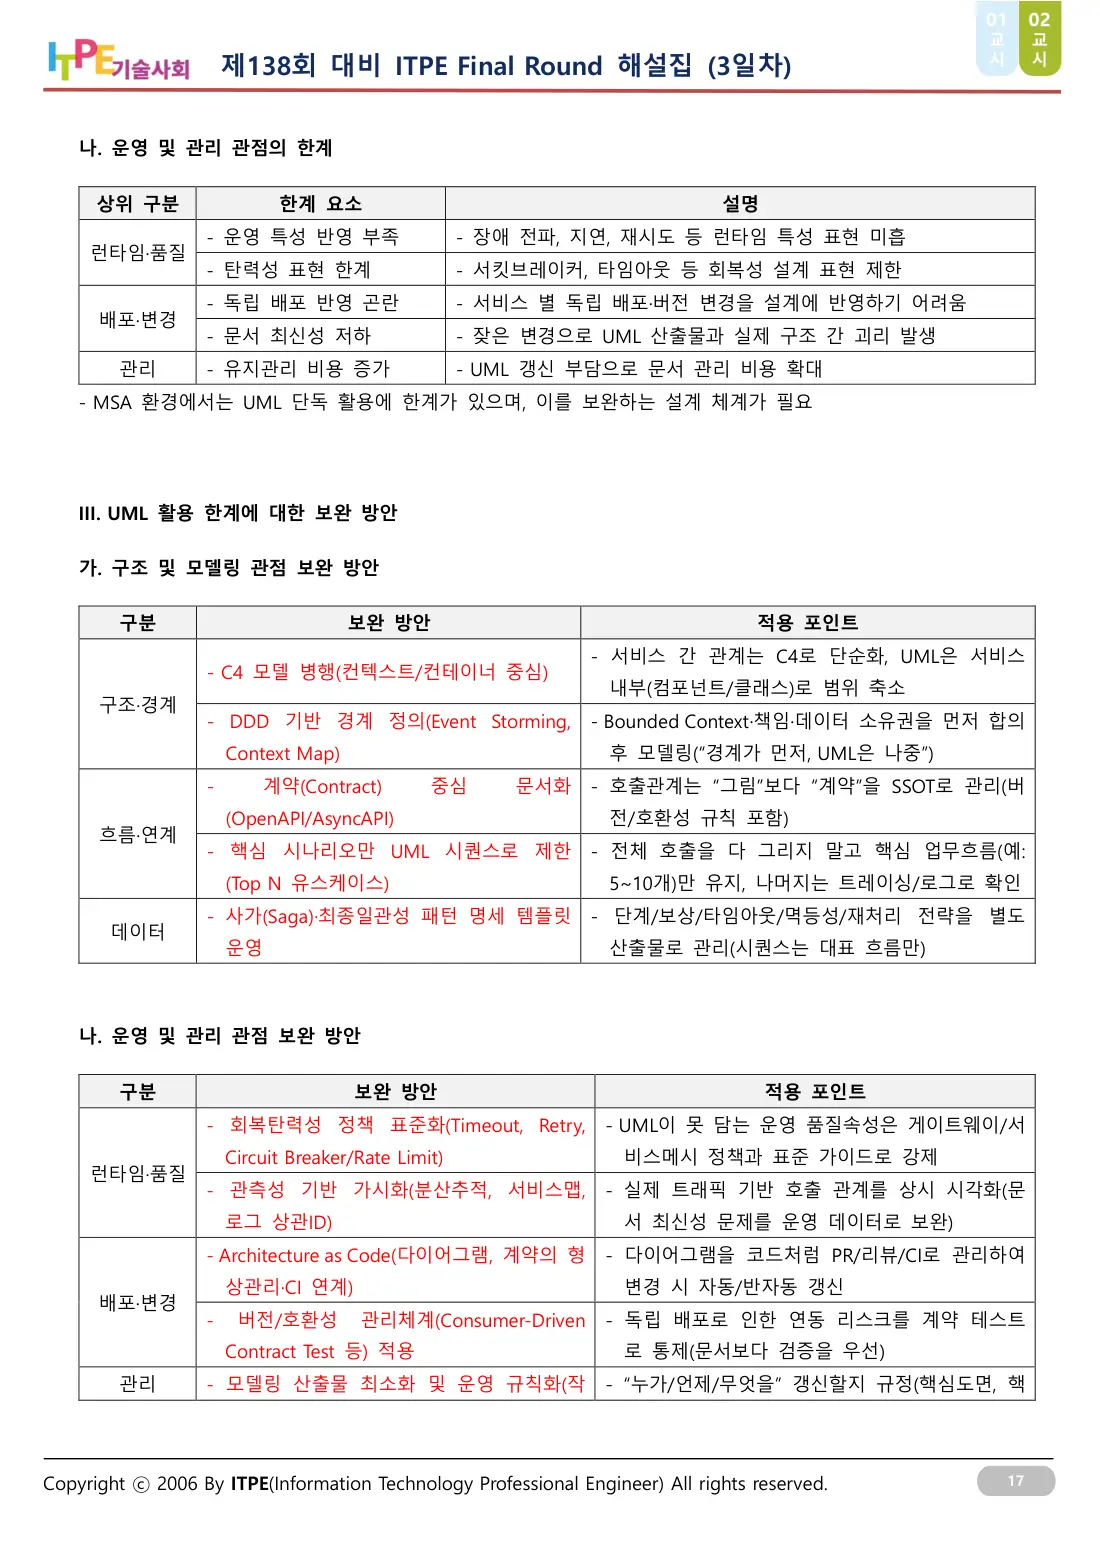 ITPE기술사회 제138회 대비 ITPE Final Round 해설집 (3일차)
01 교시
02 교시
나. 운영 및 관리 관점의 한계
상위 구분 한계 요소 설명
런타임·품질
- 운영 특성 반영 부족 - 장애 전파, 지연, 재시도 등 런타임 특성 표현 미흡
- 탄력성 표현 한계 - 서킷브레이커, 타임아웃 등 회복성 설계 표현 제한
배포·변경
- 독립 배포 반영 곤란 - 서비스 별 독립 배포·버전 변경을 설계에 반영하기 어려움
- 문서 최신성 저하 - 잦은 변경으로 UML 산출물과 실제 구조 간 괴리 발생
관리 - 유지관리 비용 증가 - UML 갱신 부담으로 문서 관리 비용 확대
- MSA 환경에서는 UML 단독 활용에 한계가 있으며, 이를 보완하는 설계 체계가 필요
III. UML 활용 한계에 대한 보완 방안
가. 구조 및 모델링 관점 보완 방안
구분 보완 방안 적용 포인트
구조·경계
- C4 모델 병행(컨텍스트/컨테이너 중심)
- 서비스 간 관계는 C4로 단순화, UML은 서비스
내부(컴포넌트/클래스)로 범위 축소
- DDD 기반 경계 정의(Event Storming,
Context Map)
- Bounded Context·책임·데이터 소유권을 먼저 합의
후 모델링(“경계가 먼저, UML은 나중”)
흐름·연계
- 계약(Contract) 중심 문서화
(OpenAPI/AsyncAPI)
- 호출관계는 “그림”보다 “계약”을 SSOT로 관리(버
전/호환성 규칙 포함)
- 핵심 시나리오만 UML 시퀀스로 제한
(Top N 유스케이스)
- 전체 호출을 다 그리지 말고 핵심 업무흐름(예:
5~10개)만 유지, 나머지는 트레이싱/로그로 확인
데이터
- 사가(Saga)·최종일관성 패턴 명세 템플릿
운영
- 단계/보상/타임아웃/멱등성/재처리 전략을 별도
산출물로 관리(시퀀스는 대표 흐름만)
나. 운영 및 관리 관점 보완 방안
구분 보완 방안 적용 포인트
런타임·품질
- 회복탄력성 정책 표준화(Timeout, Retry,
Circuit Breaker/Rate Limit)
- UML이 못 담는 운영 품질속성은 게이트웨이/서
비스메시 정책과 표준 가이드로 강제
- 관측성 기반 가시화(분산추적, 서비스맵,
로그 상관ID)
- 실제 트래픽 기반 호출 관계를 상시 시각화(문
서 최신성 문제를 운영 데이터로 보완)
배포·변경
- Architecture as Code(다이어그램, 계약의 형
상관리·CI 연계)
- 다이어그램을 코드처럼 PR/리뷰/CI로 관리하여
변경 시 자동/반자동 갱신
- 버전/호환성 관리체계(Consumer-Driven
Contract Test 등) 적용
- 독립 배포로 인한 연동 리스크를 계약 테스트
로 통제(문서보다 검증을 우선)
관리 - 모델링 산출물 최소화 및 운영 규칙화(작 - “누가/언제/무엇을” 갱신할지 규정(핵심도면, 핵
Copyright ⓒ 2006 By ITPE(Information Technology Professional Engineer) All rights reserved.
17